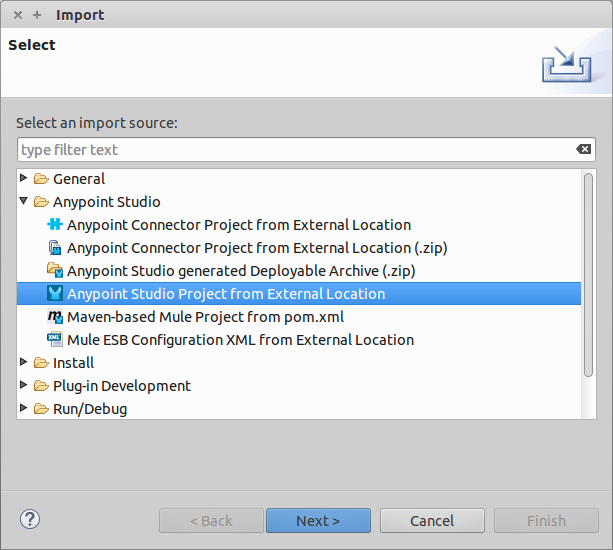 Import
Select
Select an import source:
type filter text
General
Anypoint Studio
Anypoint Connector Project from External Location
Anypoint Connector Project from External Location (.zip)
Anypoint Studio generated Deployable Archive (.zip)
Anypoint Studio Project from External Location
Maven-based Mule Project from pom.xml
Mule ESB Configuration XML from External Location
Install
Plug-in Development
Run/Debug
? < Back Next > Cancel Finish